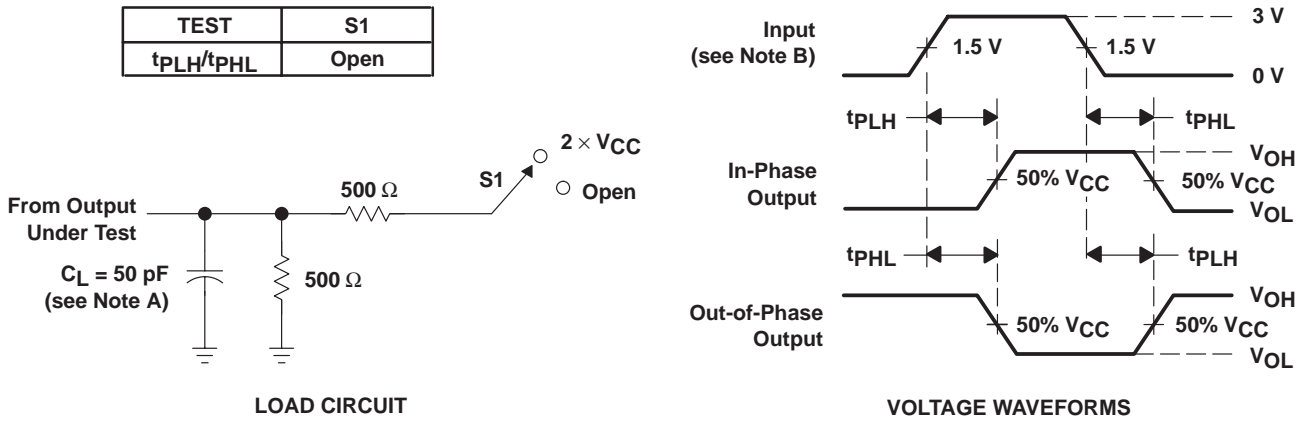 TEST S1
tPLH/tPHL Open
2 × VCC
S1
Open
500 Ω
From Output
Under Test
CL = 50 pF
(see Note A)
500 Ω
LOAD CIRCUIT
Input
(see Note B)
1.5 V
1.5 V
3 V
0 V
tPLH
tPHL
In-Phase
Output
50% VCC
50% VCC
VOH
VOL
tPHL
tPLH
Out-of-Phase
Output
50% VCC
50% VCC
VOH
VOL
VOLTAGE WAVEFORMS